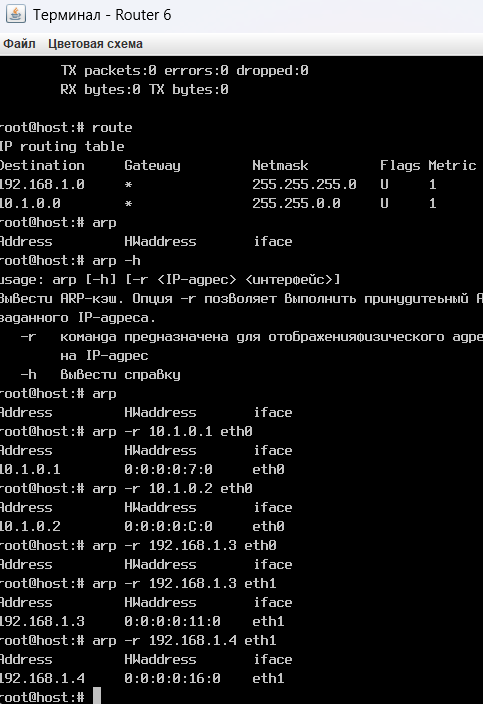 Терминал - Router 6
Файл Цветовая схема
TX packets:0 errors:0 dropped:0
RX bytes:0 TX bytes:0
root@host:# route
IP routing table
Destination Gateway Netmask Flags Metric
192.168.1.0 * 255.255.255.0 U 1
10.1.0.0 * 255.255.0.0 U 1
root@host:# arp
Address HWaddress iface
root@host:# arp -h
usage: arp [-h] [-r <IP-адрес> <интерфейс>]
Вывести ARP-кэш. Опция -r позволяет выполнить принудитеьный A
заданного IP-адреса.
-r команда предназначена для отображенияфизического адре
на IP-адрес
-h вывести справку
root@host:# arp
Address HWaddress iface
root@host:# arp -r 10.1.0.1 eth0
Address HWaddress iface
10.1.0.1 0:0:0:0:7:0 eth0
root@host:# arp -r 10.1.0.2 eth0
Address HWaddress iface
10.1.0.2 0:0:0:0:C:0 eth0
root@host:# arp -r 192.168.1.3 eth0
Address HWaddress iface
root@host:# arp -r 192.168.1.3 eth1
Address HWaddress iface
192.168.1.3 0:0:0:0:11:0 eth1
root@host:# arp -r 192.168.1.4 eth1
Address HWaddress iface
192.168.1.4 0:0:0:0:16:0 eth1
root@host:#